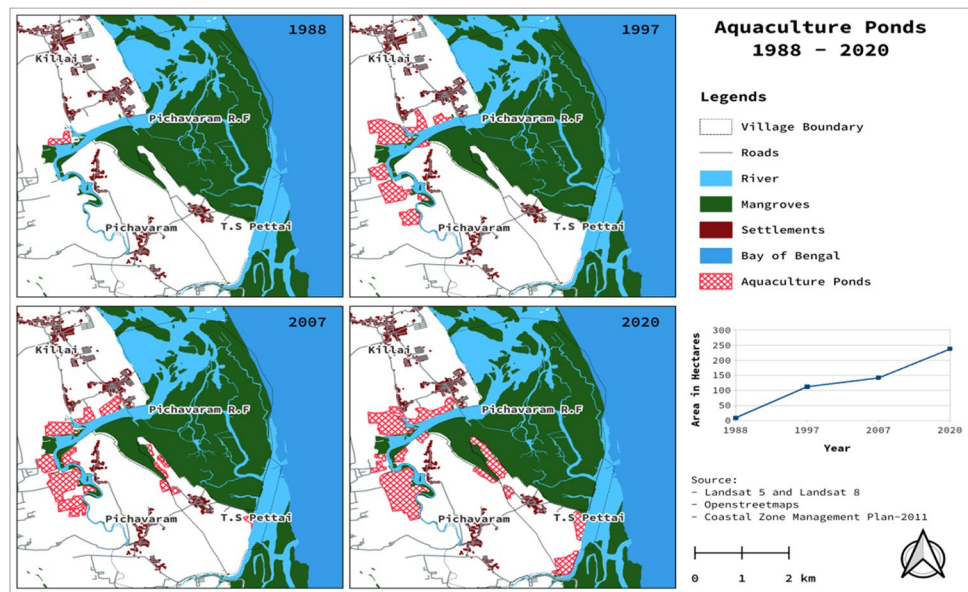 1988
Killai
Pichavaram R.F
Pichavaram
T.S Pettai
1997
Killai
Pichavaram R.F
Pichavaram
T.S Pettai
2007
Killai
Pichavaram R.F
Pichavaram
T.S Pettai
2020
Killai
Pichavaram R.F
Pichavaram
T.S Pettai
Aquaculture Ponds
1988 - 2020
Legends
Village Boundary
Roads
River
Mangroves
Settlements
Bay of Bengal
Aquaculture Ponds
Area in Hectares
300
250
200
150
100
50
0
1988 1997 2007 2020
Year
Source:
- Landsat 5 and Landsat 8
- Openstreetmaps
- Coastal Zone Management Plan-2011
0 1 2 km